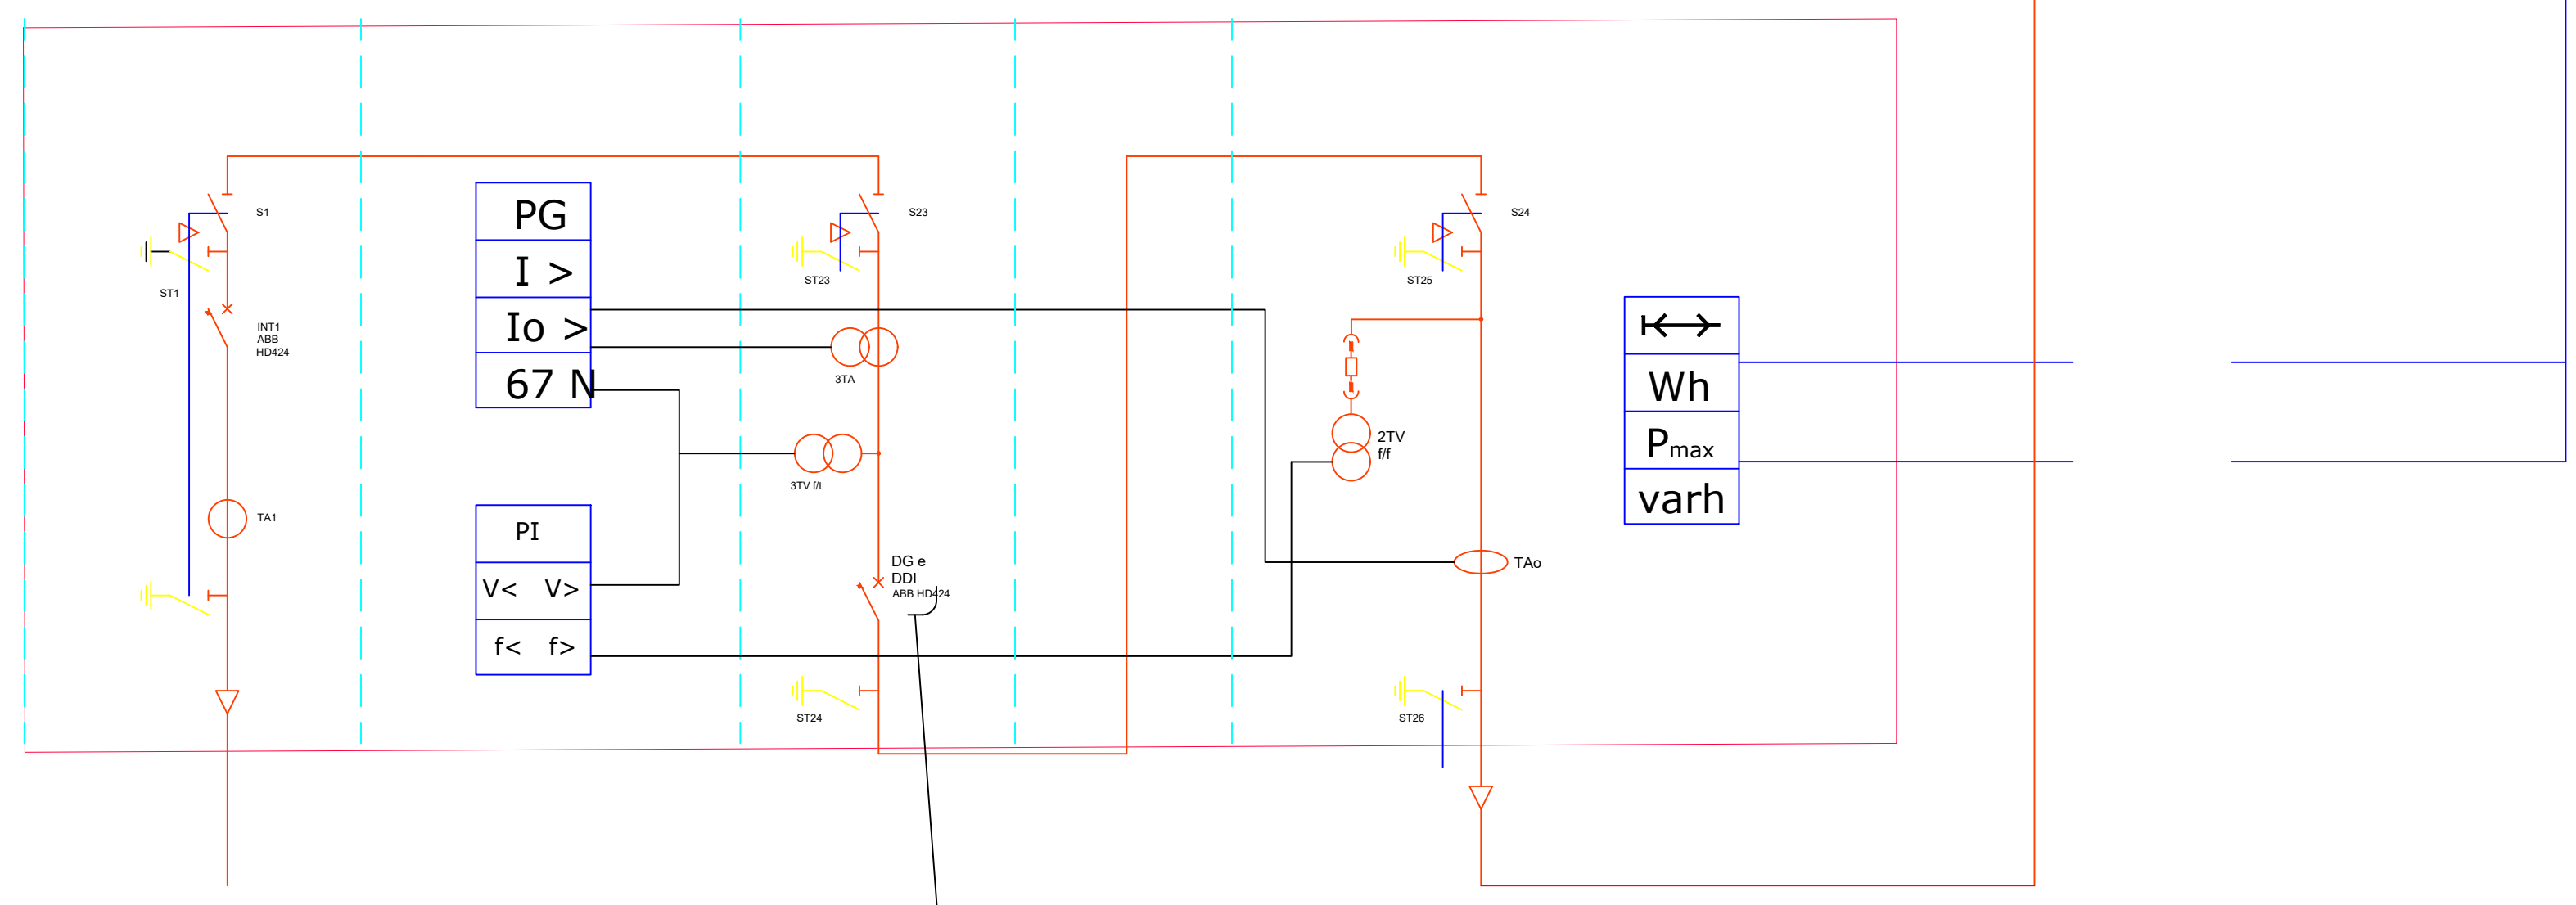 S1
ST1
INT1
ABB
HD424
TA1
PG
I >
Io >
67 N
PI
V< V>
f< f>
S23
ST23
3TA
3TV f/t
DG e
DDI
ABB HD424
ST24
S24
ST25
2TV
f/f
TAo
ST26
Wh
Pmax
varh